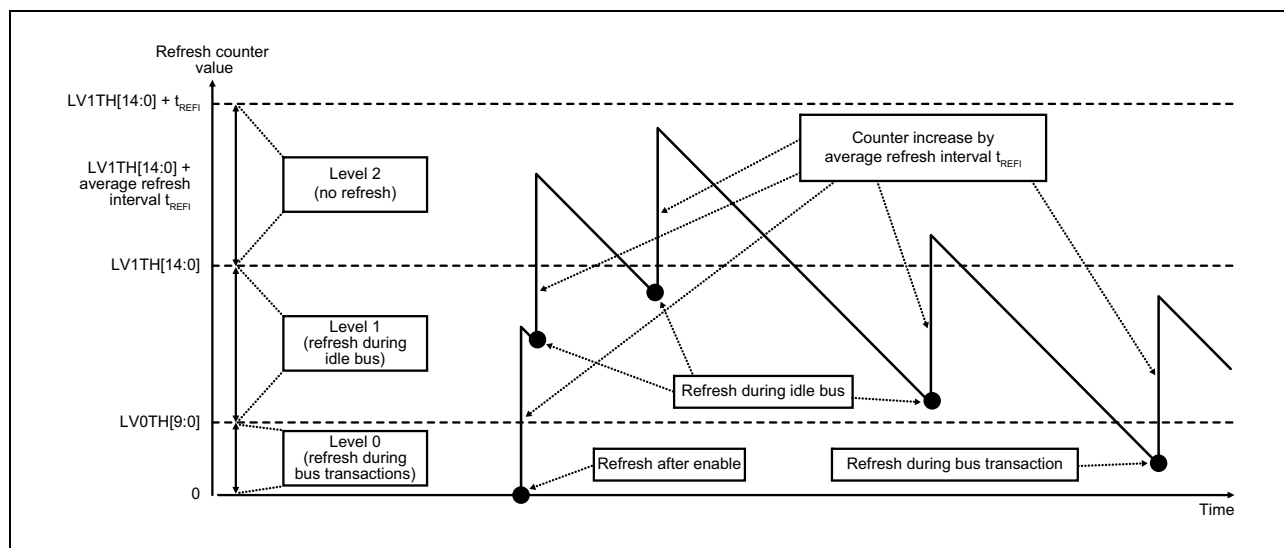 Refresh counter
value
LV1TH[14:0] + tREFI
LV1TH[14:0] +
average refresh
interval tREFI
Level 2
(no refresh)
Counter increase by
average refresh interval tREFI
LV1TH[14:0]
Level 1
(refresh during
idle bus)
Refresh during idle bus
LV0TH[9:0]
Level 0
(refresh during
bus transactions)
Refresh after enable
Refresh during bus transaction
0
Time